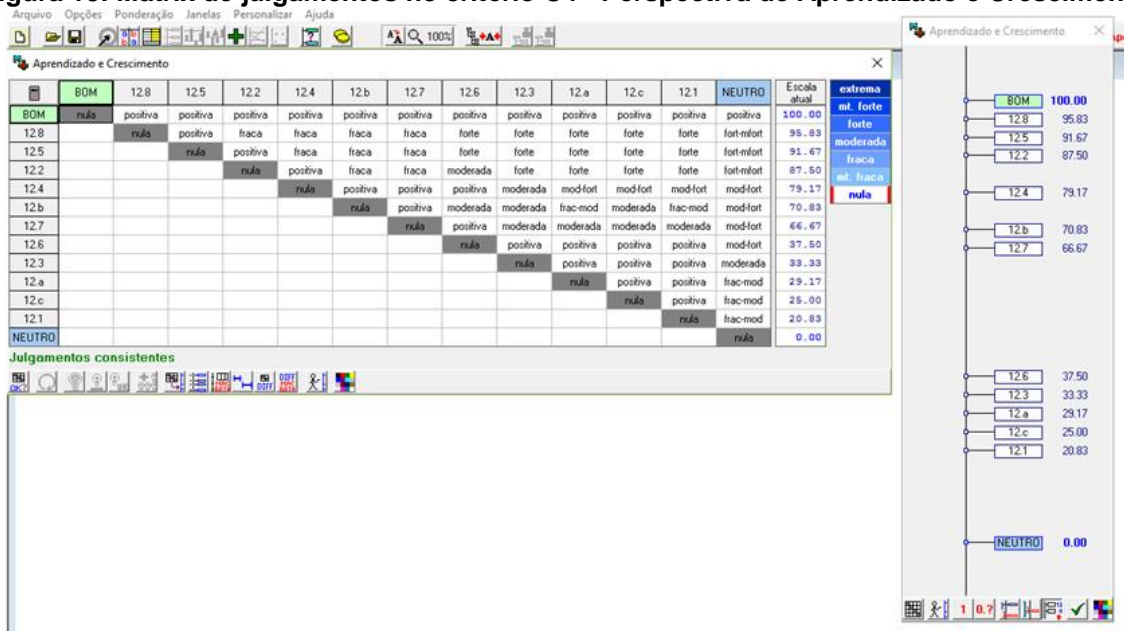 Arquivo Opções Ponderação Janelas Personalizar Ajuda
100%
Aprendizado e Crescimento
BOM 12.8 12.5 12.2 12.4 12.b 12.7 12.6 12.3 12.a 12.c 12.1 NEUTRO Escala atual
BOM nula positiva positiva positiva positiva positiva positiva positiva positiva positiva positiva positiva positiva 100.00
12.8 nula positiva fraca fraca fraca fraca forte forte forte forte forte fort-mfort 95.83
12.5 nula positiva fraca fraca fraca forte forte forte forte forte fort-mfort 91.67
12.2 nula positiva fraca fraca moderada forte forte forte forte fort-mfort 87.50
12.4 nula positiva positiva positiva moderada mod-fort mod-fort mod-fort mod-fort 79.17
12.b nula positiva moderada moderada frac-mod moderada frac-mod mod-fort 70.83
12.7 nula positiva moderada moderada moderada moderada mod-fort 66.67
12.6 nula positiva positiva positiva positiva mod-fort 37.50
12.3 nula positiva positiva positiva moderada 33.33
12.a nula positiva positiva frac-mod 29.17
12.c nula positiva frac-mod 25.00
12.1 nula frac-mod 20.83
NEUTRO nula 0.00
extrema
mt. forte
forte
moderada
fraca
mt. fraca
nula
Julgamentos consistentes
Aprendizado e Crescimento
BOM 100.00
12.8 95.83
12.5 91.67
12.2 87.50
12.4 79.17
12.b 70.83
12.7 66.67
12.6 37.50
12.3 33.33
12.a 29.17
12.c 25.00
12.1 20.83
NEUTRO 0.00